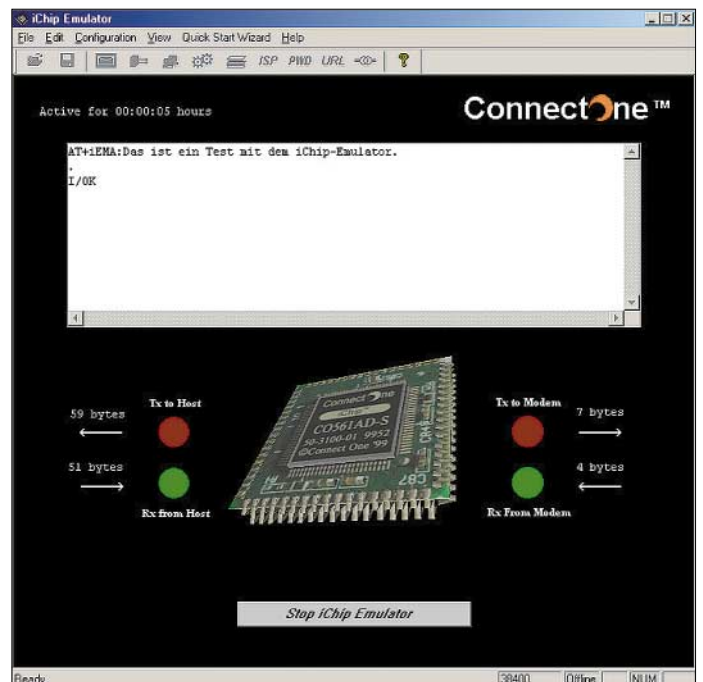 iChip Emulator
File Edit Configuration View Quick Start Wizard Help
ISP PWD URL
Active for 00:00:05 hours
ConnectOne™
AT+iEMA:Das ist ein Test mit dem iChip-Emulator.
.
I/OK
59 bytes
Tx to Host
Tx to Modem
7 bytes
51 bytes
Rx from Host
Rx From Modem
4 bytes
Connect One
iChip™
CO561AD-S
50-3100-01 9952
©Connect One '99
C87
Stop iChip Emulator
Ready
38400
Offline
NUM